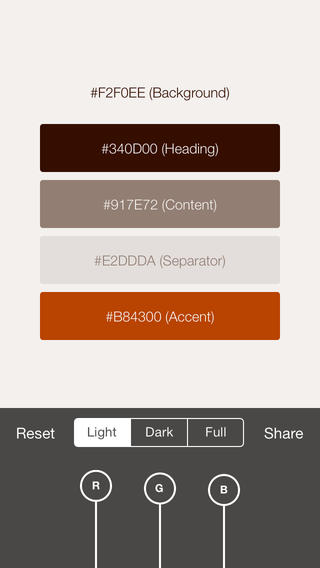 #F2F0EE (Background)
#340D00 (Heading)
#917E72 (Content)
#E2DDDA (Separator)
#B84300 (Accent)
Reset Light Dark Full Share
R G B